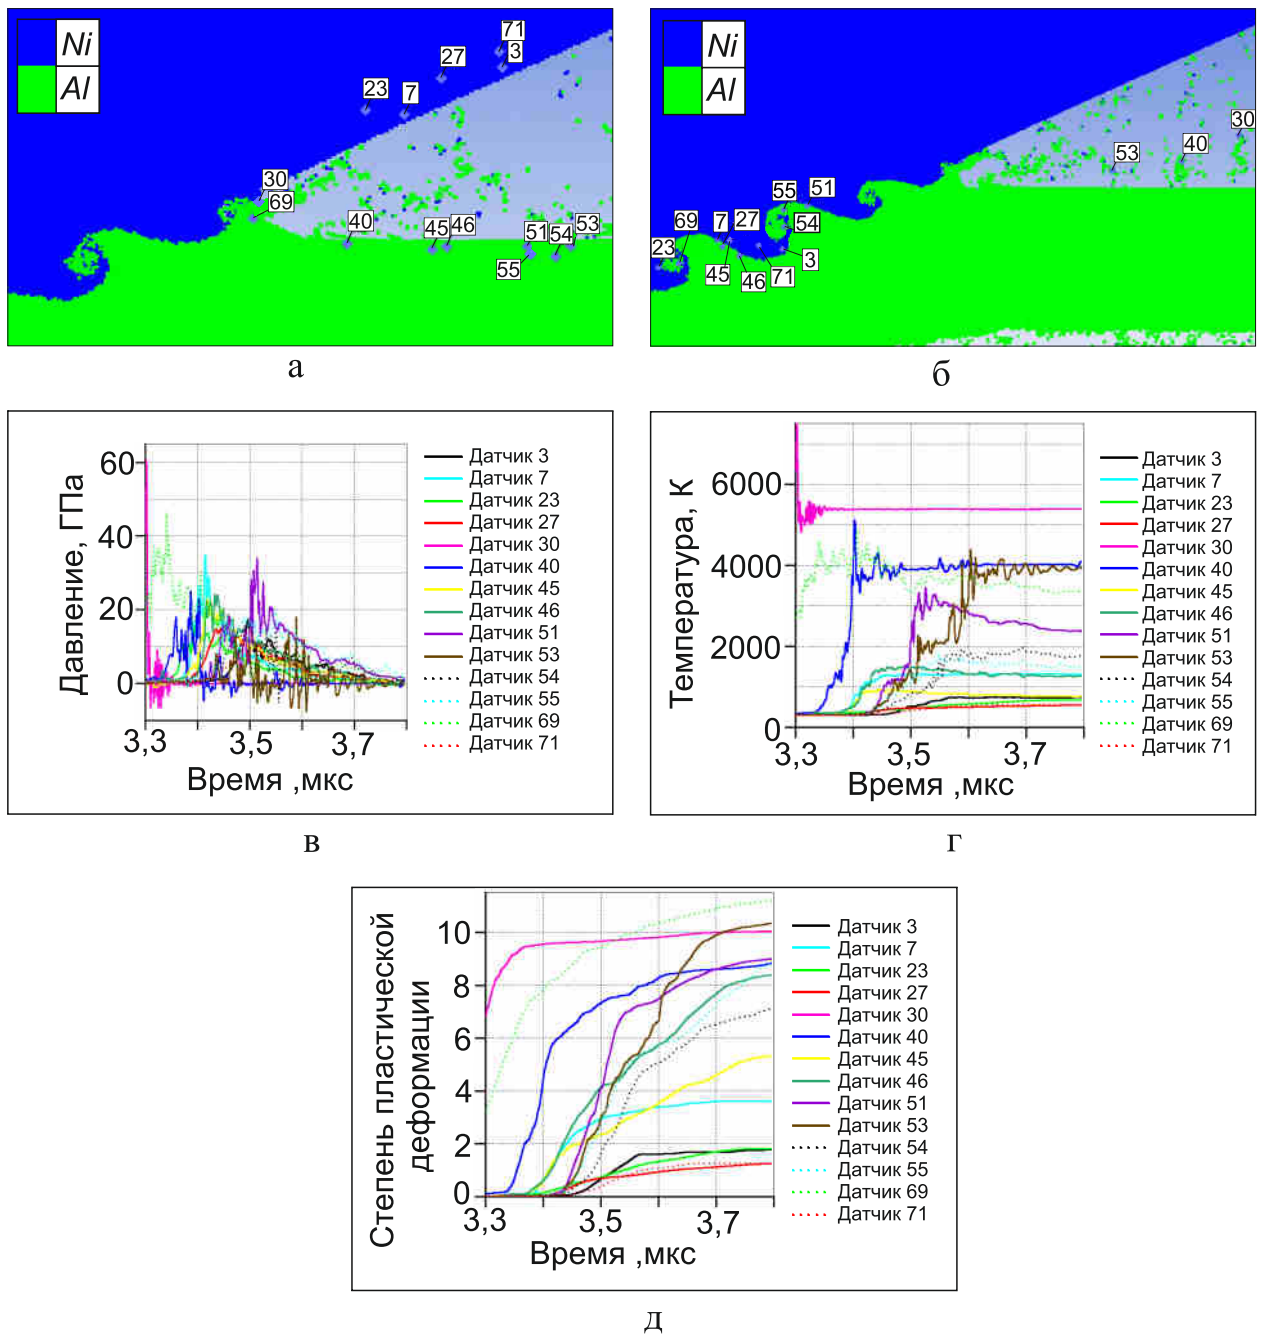 Ni
Al
71
3
27
23
7
30
69
40
45
46
51
54
53
55
а
Ni
Al
30
40
53
55
51
69
7
27
54
23
3
45
46
71
б
Давление, ГПа
60
40
20
0
3,3
3,5
3,7
Время ,мкс
Датчик 3
Датчик 7
Датчик 23
Датчик 27
Датчик 30
Датчик 40
Датчик 45
Датчик 46
Датчик 51
Датчик 53
Датчик 54
Датчик 55
Датчик 69
Датчик 71
в
Температура, К
6000
4000
2000
0
3,3
3,5
3,7
Время ,мкс
Датчик 3
Датчик 7
Датчик 23
Датчик 27
Датчик 30
Датчик 40
Датчик 45
Датчик 46
Датчик 51
Датчик 53
Датчик 54
Датчик 55
Датчик 69
Датчик 71
г
Степень пластической
деформации
10
8
6
4
2
0
3,3
3,5
3,7
Время ,мкс
Датчик 3
Датчик 7
Датчик 23
Датчик 27
Датчик 30
Датчик 40
Датчик 45
Датчик 46
Датчик 51
Датчик 53
Датчик 54
Датчик 55
Датчик 69
Датчик 71
д